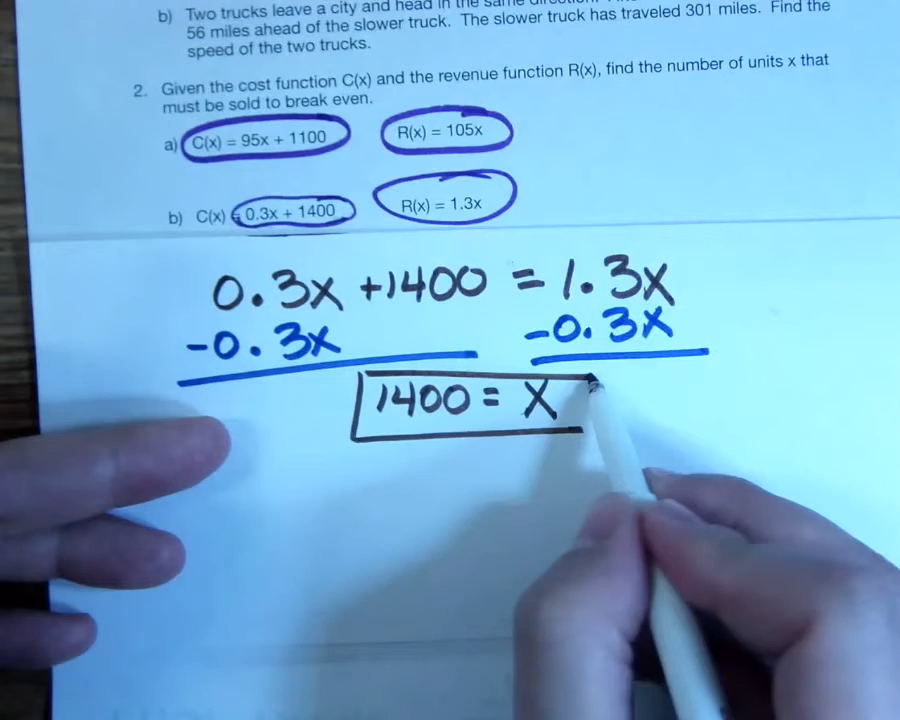 b) Two trucks leave a city and head in the same
56 miles ahead of the slower truck. The slower truck has traveled 301 miles. Find the
speed of the two trucks.
2. Given the cost function C(x) and the revenue function R(x), find the number of units x that
must be sold to break even.
a) C(x) = 95x + 1100 R(x) = 105x
b) C(x) = 0.3x + 1400 R(x) = 1.3x
0.3x +1400 = 1.3x
-0.3x -0.3x
1400 = x